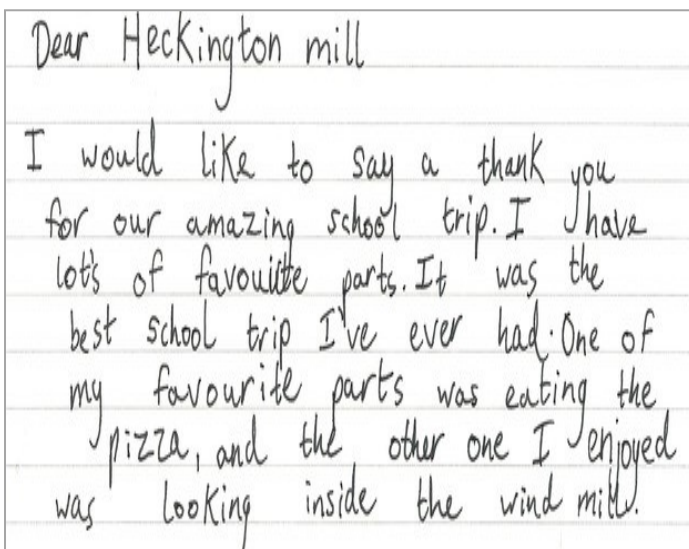 Dear Heckington mill
I would like to say a thank you
for our amazing school trip. I have
lot's of favouiite parts. It was the
best school trip I've ever had. One of
my favourite parts was eating the
pizza, and the other one I enjoyed
was looking inside the wind mill.